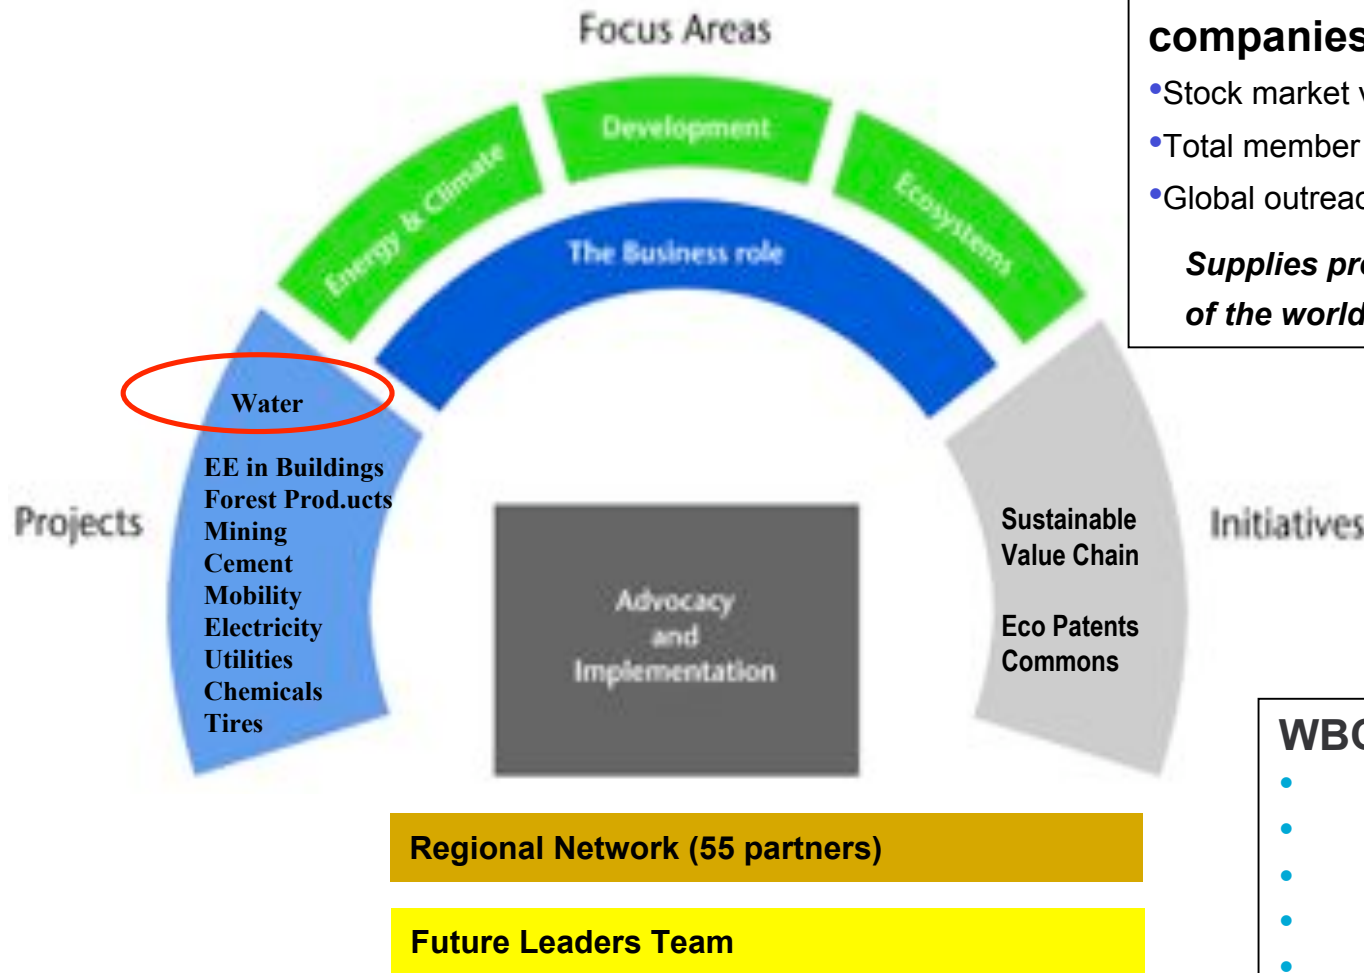 Focus Areas
companies
•Stock market
•Total member
•Global outreac
Supplies pr
of the world
Development
Energy & Climate
Ecosystems
The Business role
Water
EE in Buildings
Forest Prod.ucts
Mining
Cement
Mobility
Electricity
Utilities
Chemicals
Tires
Projects
Advocacy
and
Implementation
Sustainable
Value Chain
Eco Patents
Commons
Initiatives
WBC
Regional Network (55 partners)
Future Leaders Team